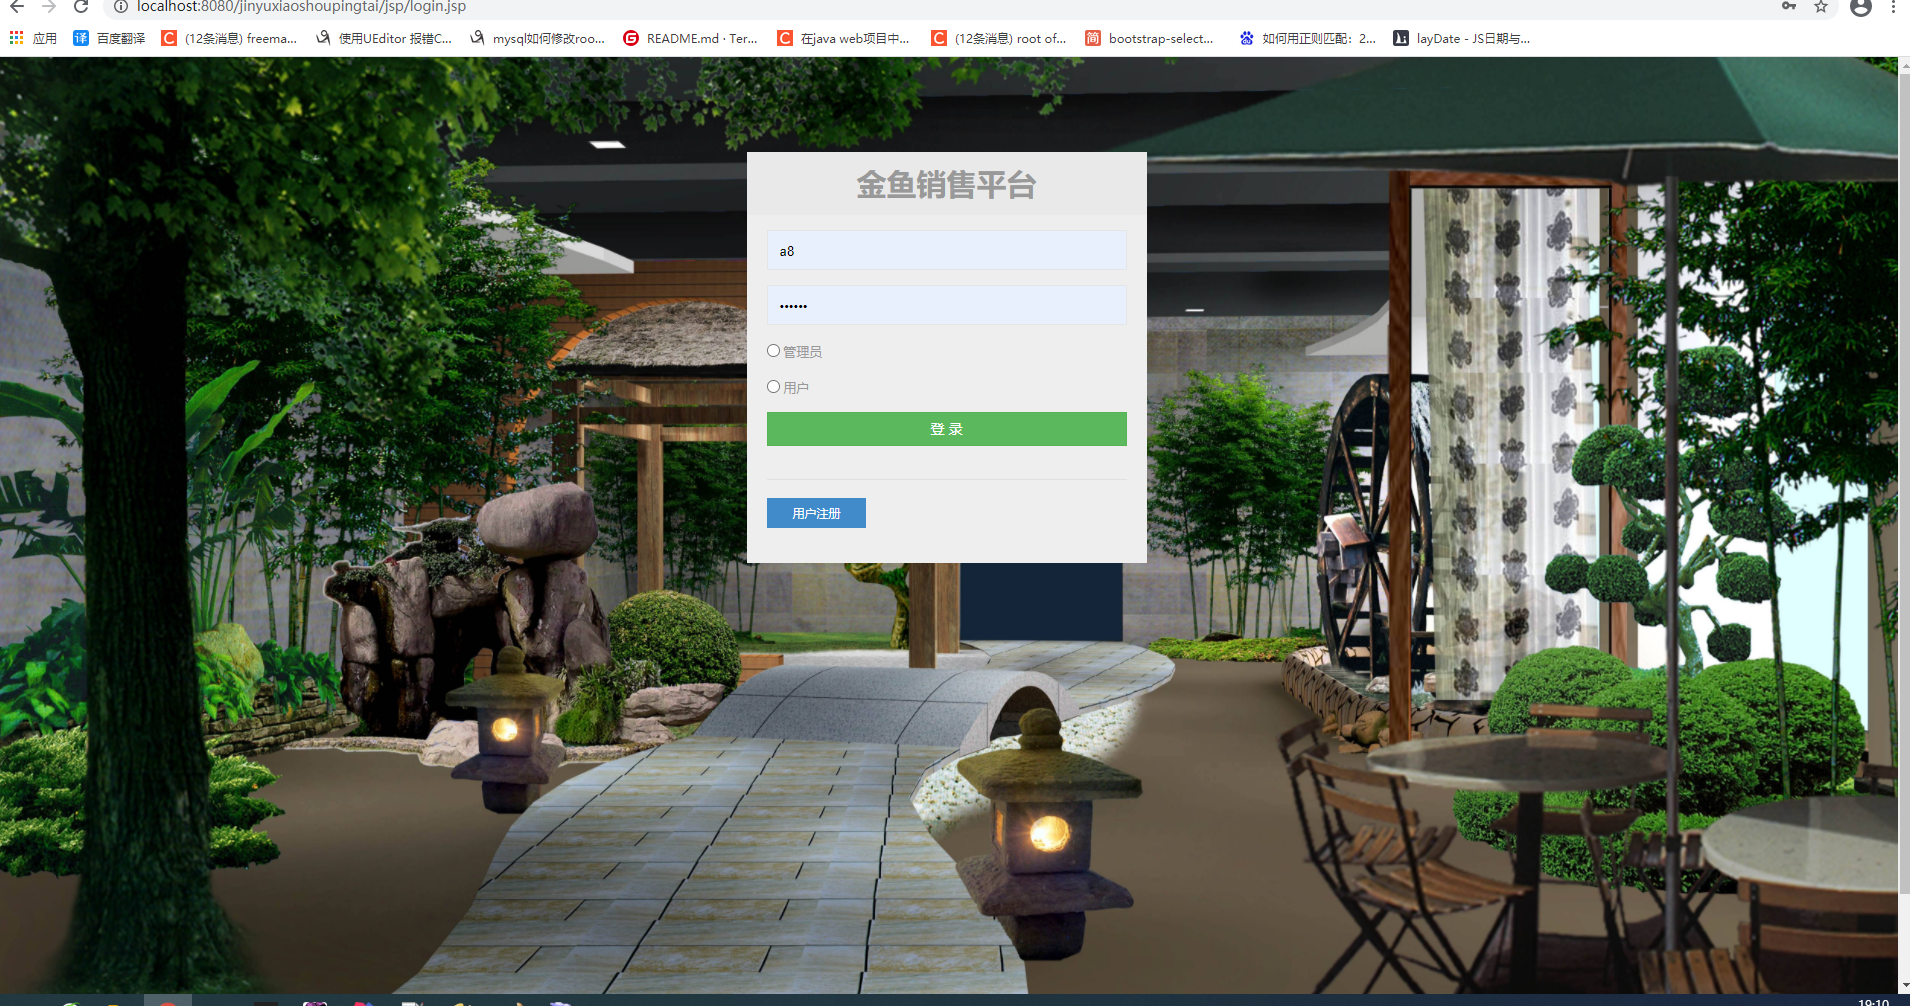 localhost:8080/jinyuxiaoshoupingtai/jsp/login.jsp
应用 百度翻译 (12条消息) freema... 使用UEditor 报错C... mysql如何修改roo... README.md · Ter... 在java web项目中... (12条消息) root of... bootstrap-select... 如何用正则匹配：2... layDate - JS日期与...
金鱼销售平台
a8
••••••
管理员
用户
登 录
用户注册
19:10